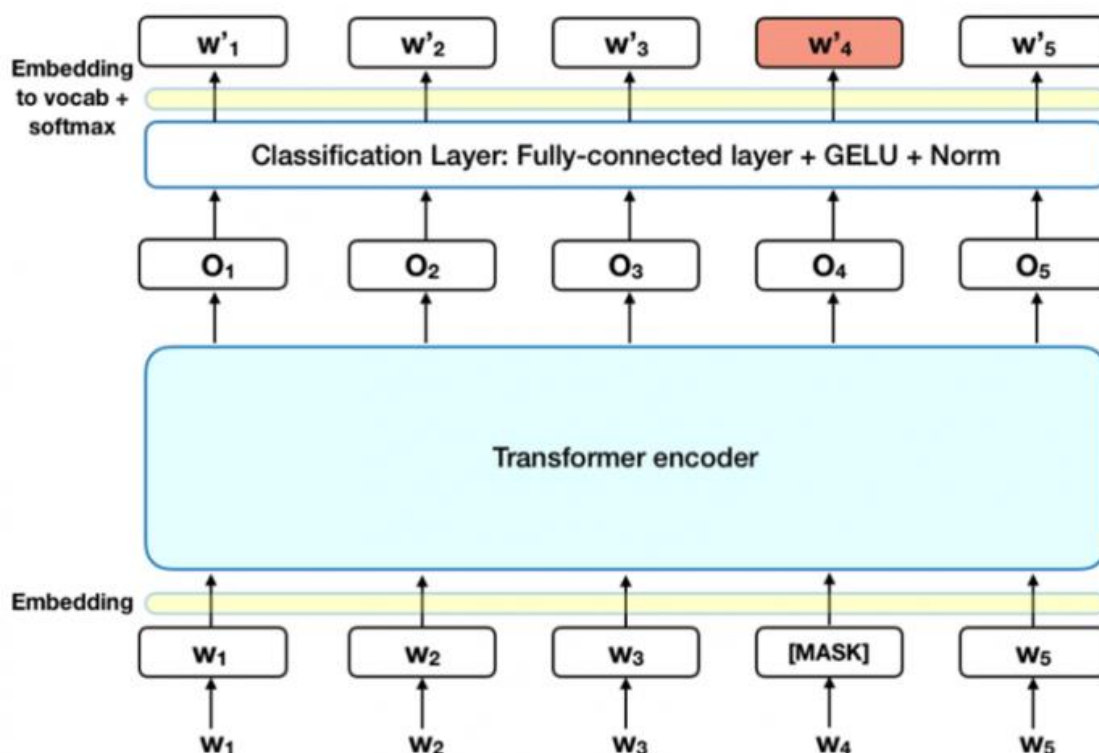 w'1 w'2 w'3 w'4 w'5
Embedding
to vocab +
softmax
Classification Layer: Fully-connected layer + GELU + Norm
O1 O2 O3 O4 O5
Transformer encoder
Embedding
w1 w2 w3 [MASK] w5
w1 w2 w3 w4 w5